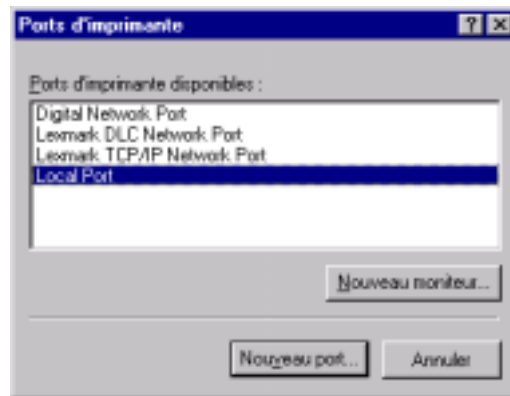 Ports d'imprimante
Ports d'imprimante disponibles :
Digital Network Port
Lexmark DLC Network Port
Lexmark TCP/IP Network Port
Local Port
Nouveau moniteur...
Nouveau port...
Annuler